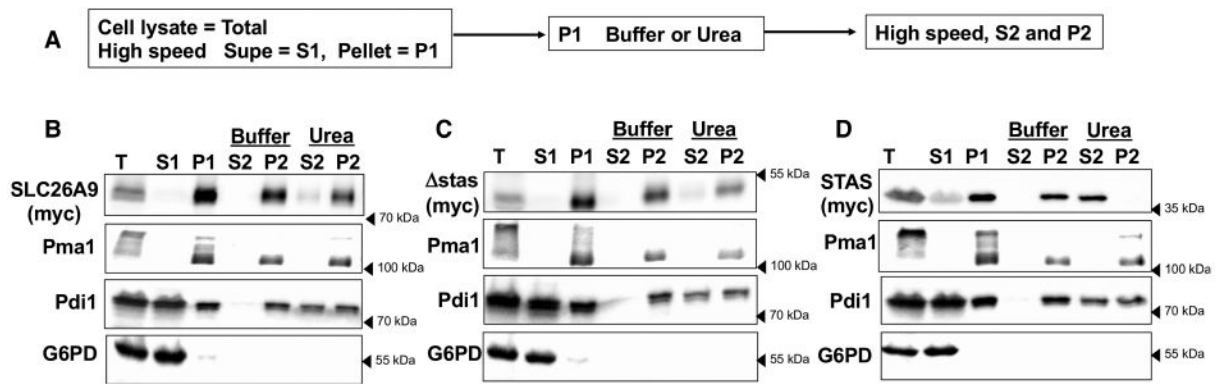 A
Cell lysate = Total
High speed Supe = S1, Pellet = P1
P1 Buffer or Urea
High speed, S2 and P2
B
Buffer Urea
T S1 P1 S2 P2 S2 P2
SLC26A9
(myc)
70 kDa
Pma1
100 kDa
Pdi1
70 kDa
G6PD
55 kDa
C
Buffer Urea
T S1 P1 S2 P2 S2 P2
55 kDa
Δstas
(myc)
Pma1
100 kDa
Pdi1
70 kDa
G6PD
55 kDa
D
Buffer Urea
T S1 P1 S2 P2 S2 P2
STAS
(myc)
35 kDa
Pma1
100 kDa
Pdi1
70 kDa
G6PD
55 kDa